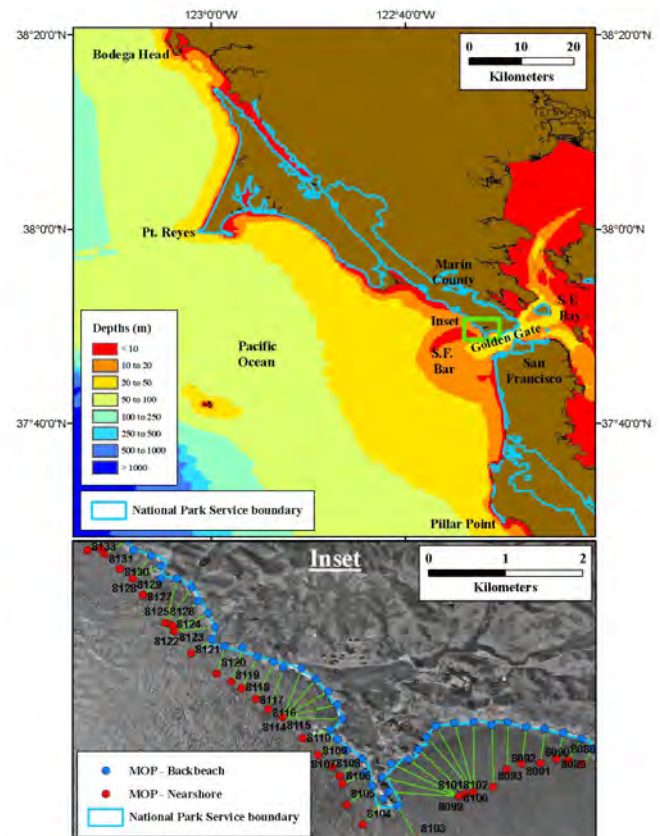 123°0'0"W
122°40'0"W
38°20'0"N
38°20'0"N
Bodega Head
0 10 20
Kilometers
38°0'0"N
38°0'0"N
Pt. Reyes
Marin
County
S.F.
Bay
Inset
Golden Gate
S.F.
Bar
San
Francisco
Pacific
Ocean
Depths (m)
< 10
10 to 20
20 to 50
50 to 100
100 to 250
250 to 500
500 to 1000
> 1000
37°40'0"N
37°40'0"N
National Park Service boundary
Pillar Point
Inset
0 1 2
Kilometers
8133
8131
8130
8129
8128
8127
8125
8126
8124
8123
8122
8121
8120
8119
8118
8117
8116
8115
8114
8110
8109
8108
8107
8106
8105
8104
8103
8102
8101
8100
8099
8093
8092
8091
8090
8089
8088
MOP - Backbeach
MOP - Nearshore
National Park Service boundary